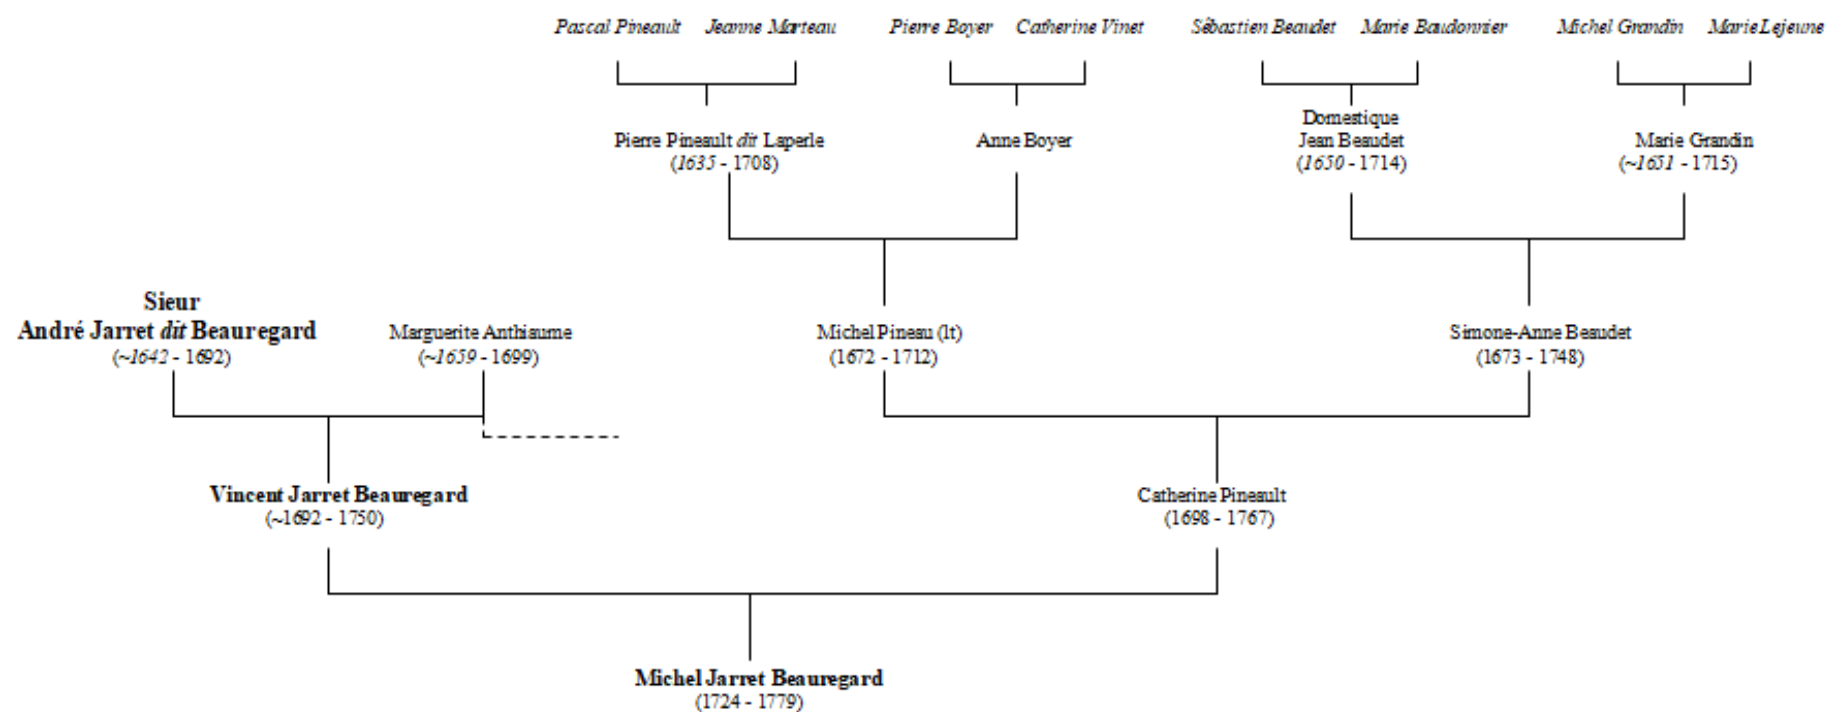 Pascal Pineault Jeanne Marteau Pierre Boyer Catherine Vinet Sébastien Beaudet Marie Baudonnier Michel Grandin Marie Lejeune
Domestique
Pierre Pineault dit Laperle Anne Boyer Jean Beaudet Marie Grandin
(1635 - 1708) (1650 - 1714) (~1651 - 1715)
Sieur
André Jarret dit Beauregard Marguerite Anthiaume Michel Pineau (lt) Simone-Anne Beaudet
(~1642 - 1692) (~1659 - 1699) (1672 - 1712) (1673 - 1748)
Vincent Jarret Beauregard Catherine Pineault
(~1692 - 1750) (1698 - 1767)
Michel Jarret Beauregard
(1724 - 1779)